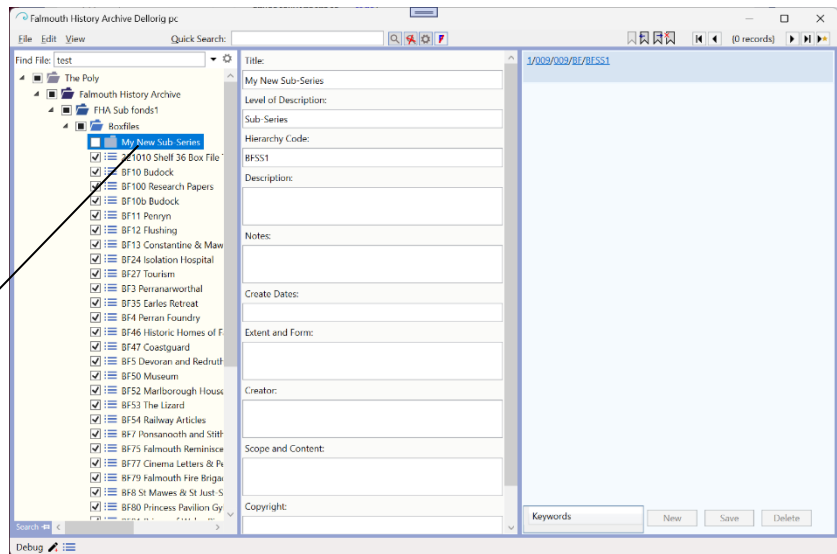 Falmouth History Archive Dellorig pc
File Edit View Quick Search: (0 records)
Find File: test
The Poly
Falmouth History Archive
FHA Sub fonds1
Boxfiles
My New Sub-Series
221010 Shelf 36 Box File
BF10 Budock
BF100 Research Papers
BF10b Budock
BF11 Penryn
BF12 Flushing
BF13 Constantine & Maw
BF24 Isolation Hospital
BF27 Tourism
BF3 Perranarworthal
BF35 Earles Retreat
BF4 Perran Foundry
BF46 Historic Homes of F
BF47 Coastguard
BF5 Devoran and Redruth
BF50 Museum
BF52 Marlborough House
BF53 The Lizard
BF54 Railway Articles
BF7 Ponsanooth and Stith
BF75 Falmouth Reminisce
BF77 Cinema Letters & Pe
BF79 Falmouth Fire Brigad
BF8 St Mawes & St Just-S
BF80 Princess Pavilion Gy
Search
Title:
My New Sub-Series
Level of Description:
Sub-Series
Hierarchy Code:
BFSS1
Description:
Notes:
Create Dates:
Extent and Form:
Creator:
Scope and Content:
Copyright:
1/009/009/BF/BFSS1
Keywords New Save Delete
Debug